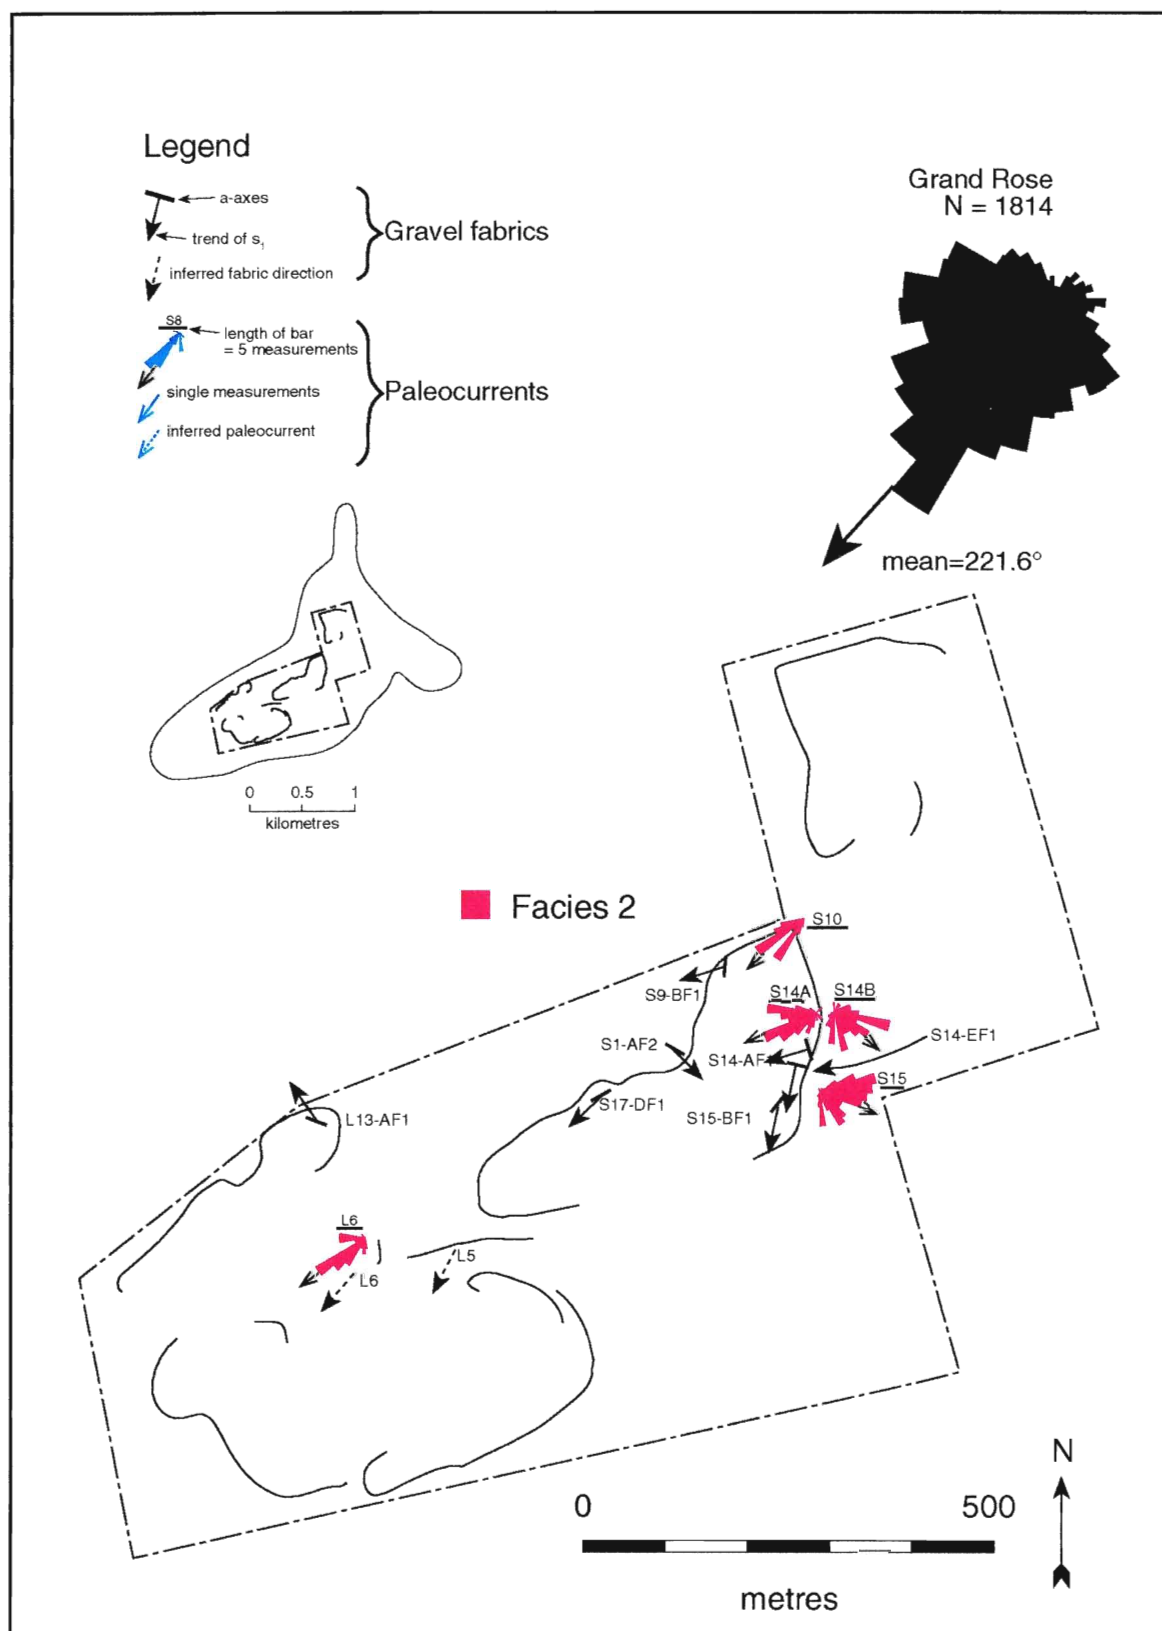 Legend
a-axes
trend of s1
inferred fabric direction
Gravel fabrics
S8
length of bar
= 5 measurements
single measurements
inferred paleocurrent
Paleocurrents
Grand Rose
N = 1814
mean=221.6°
0 0.5 1
kilometres
Facies 2
S10
S9-BF1
S14A
S14B
S1-AF2
S14-AF1
S14-EF1
S17-DF1
S15-BF1
S15
L13-AF1
L6
L5
L6
N
0 500
metres